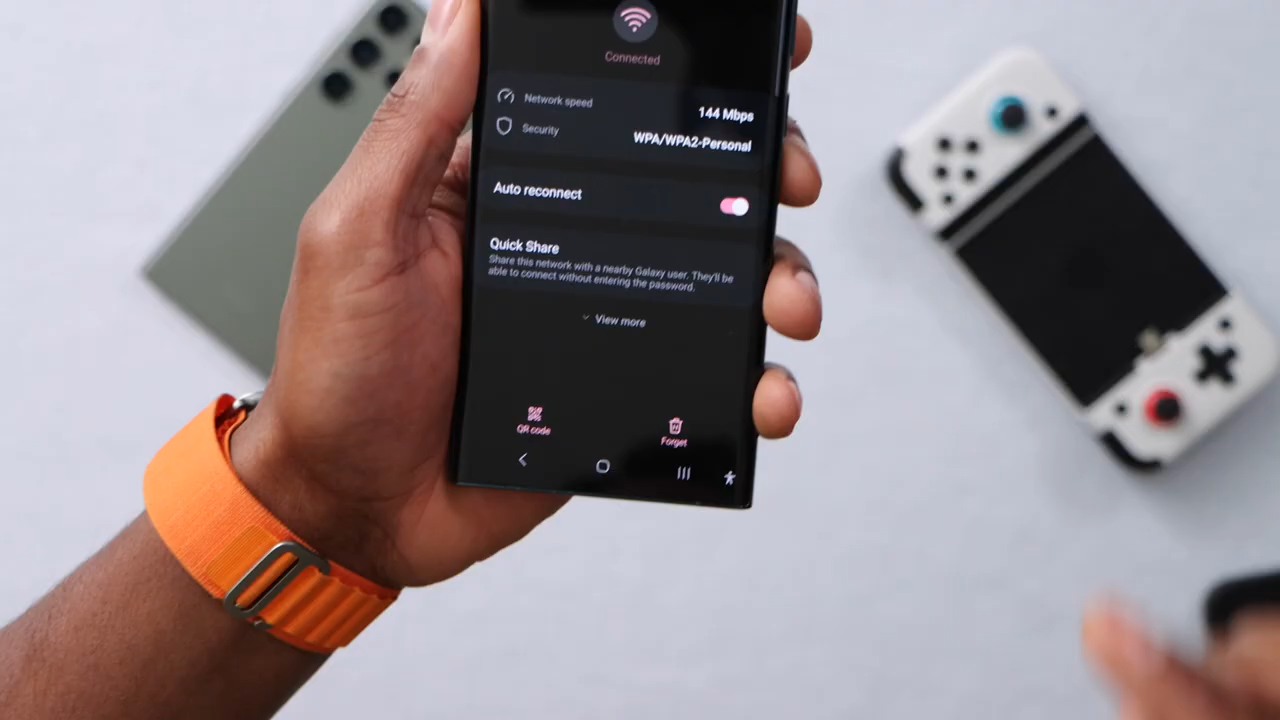 Connected
Network speed
144 Mbps
Security
WPA/WPA2-Personal
Auto reconnect
Quick Share
Share this network with a nearby Galaxy user. They'll be
able to connect without entering the password.
View more
QR code
Forget